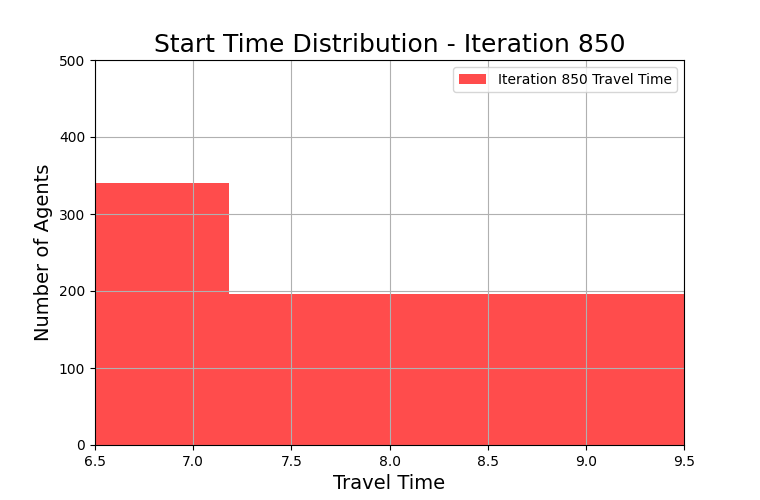 Start Time Distribution - Iteration 850
Iteration 850 Travel Time
Number of Agents
500
400
300
200
100
0
6.5 7.0 7.5 8.0 8.5 9.0 9.5
Travel Time